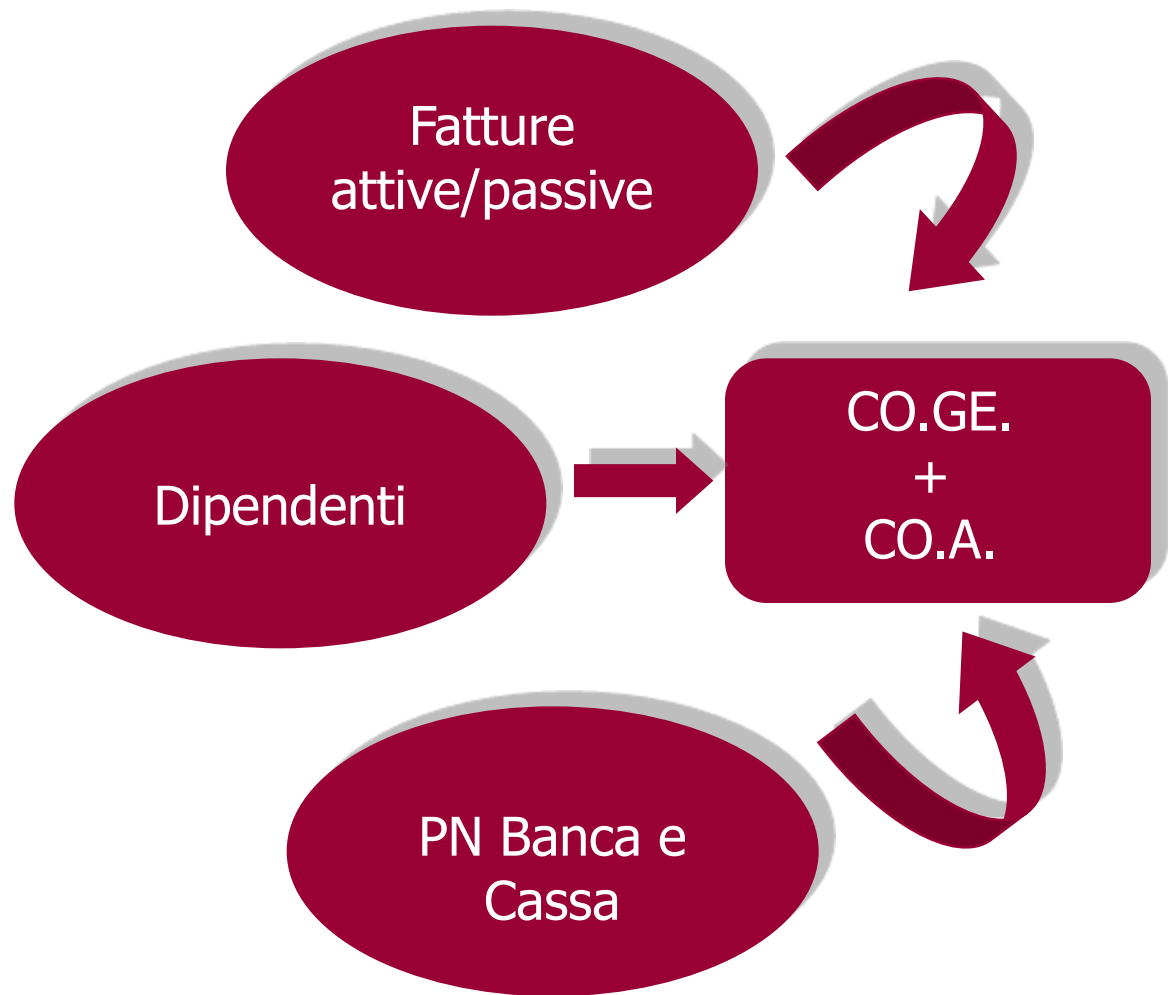 Fatture
attive/passive
Dipendenti
CO.GE.
+
CO.A.
PN Banca e
Cassa